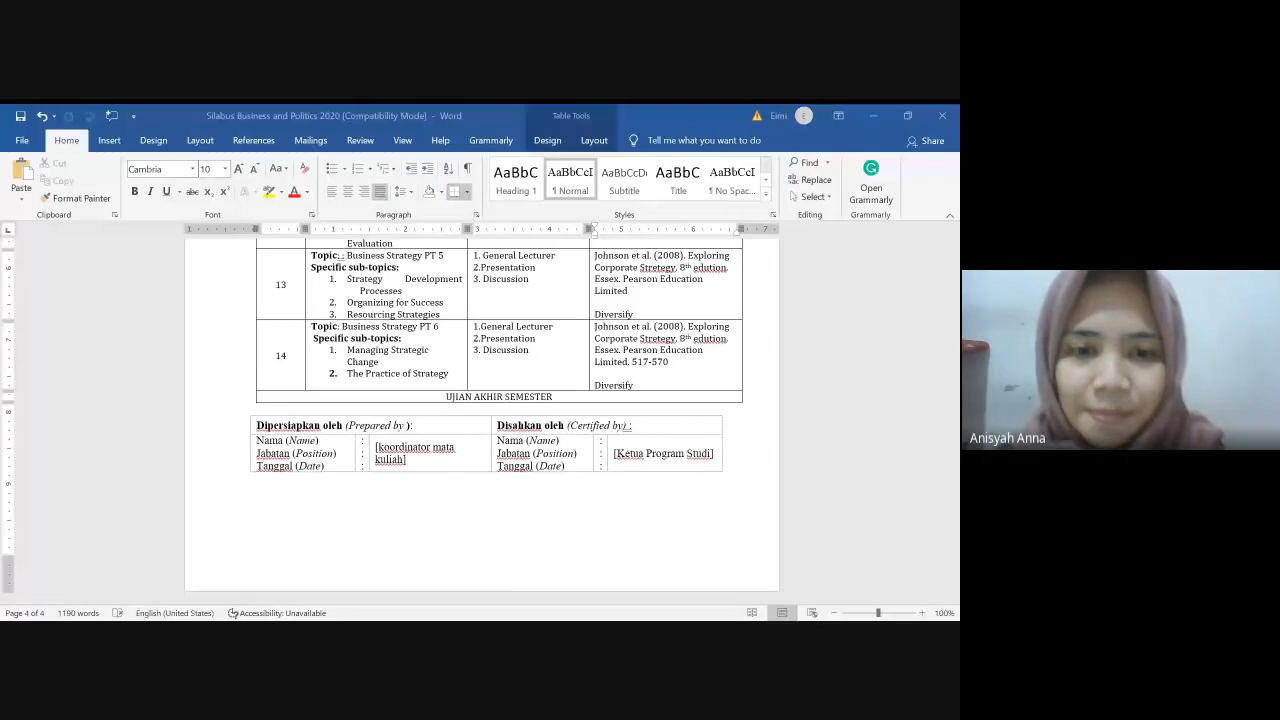 Silabus Business and Politics 2020 [Compatibility Mode] - Word
Table Tools
Eimi
E
File Home Insert Design Layout References Mailings Review View Help Grammarly Design Layout Tell me what you want to do
Share
Paste
Cut
Copy
Format Painter
Clipboard
Cambria 10
Font
Paragraph
AaBbC AaBbCcI AaBbCcD AaBbC AaBbCcI
Heading 1 ¶ Normal Subtitle Title ¶ No Spac...
Styles
Find
Replace
Select
Editing
Open
Grammarly
Grammarly
1 1 2 3 5 6 7
Evaluation
13
Topic: : Business Strategy PT 5
Specific sub-topics:
1. Strategy Development
Processes
2. Organizing for Success
3. Resourcing Strategies
1. General Lecturer
2.Presentation
3. Discussion
Johnson et al. (2008). Exploring
Corporate Stretegy. 8th edution.
Essex. Pearson Education
Limited
Diversify
14
Topic: Business Strategy PT 6
Specific sub-topics:
1. Managing Strategic
Change
2. The Practice of Strategy
1.General Lecturer
2.Presentation
3. Discussion
Johnson et al. (2008). Exploring
Corporate Stretegy. 8th edution.
Essex. Pearson Education
Limited. 517-570
Diversify
UJIAN AKHIR SEMESTER
Dipersiapkan oleh (Prepared by ):
Nama (Name) :
Jabatan (Position) :
Tanggal (Date) :
[koordinator mata
kuliah]
Disahkan oleh (Certified by) :
Nama (Name) :
Jabatan (Position) :
Tanggal (Date) :
[Ketua Program Studi]
Anisyah Anna
Page 4 of 4 1190 words English (United States) Accessibility: Unavailable 100%